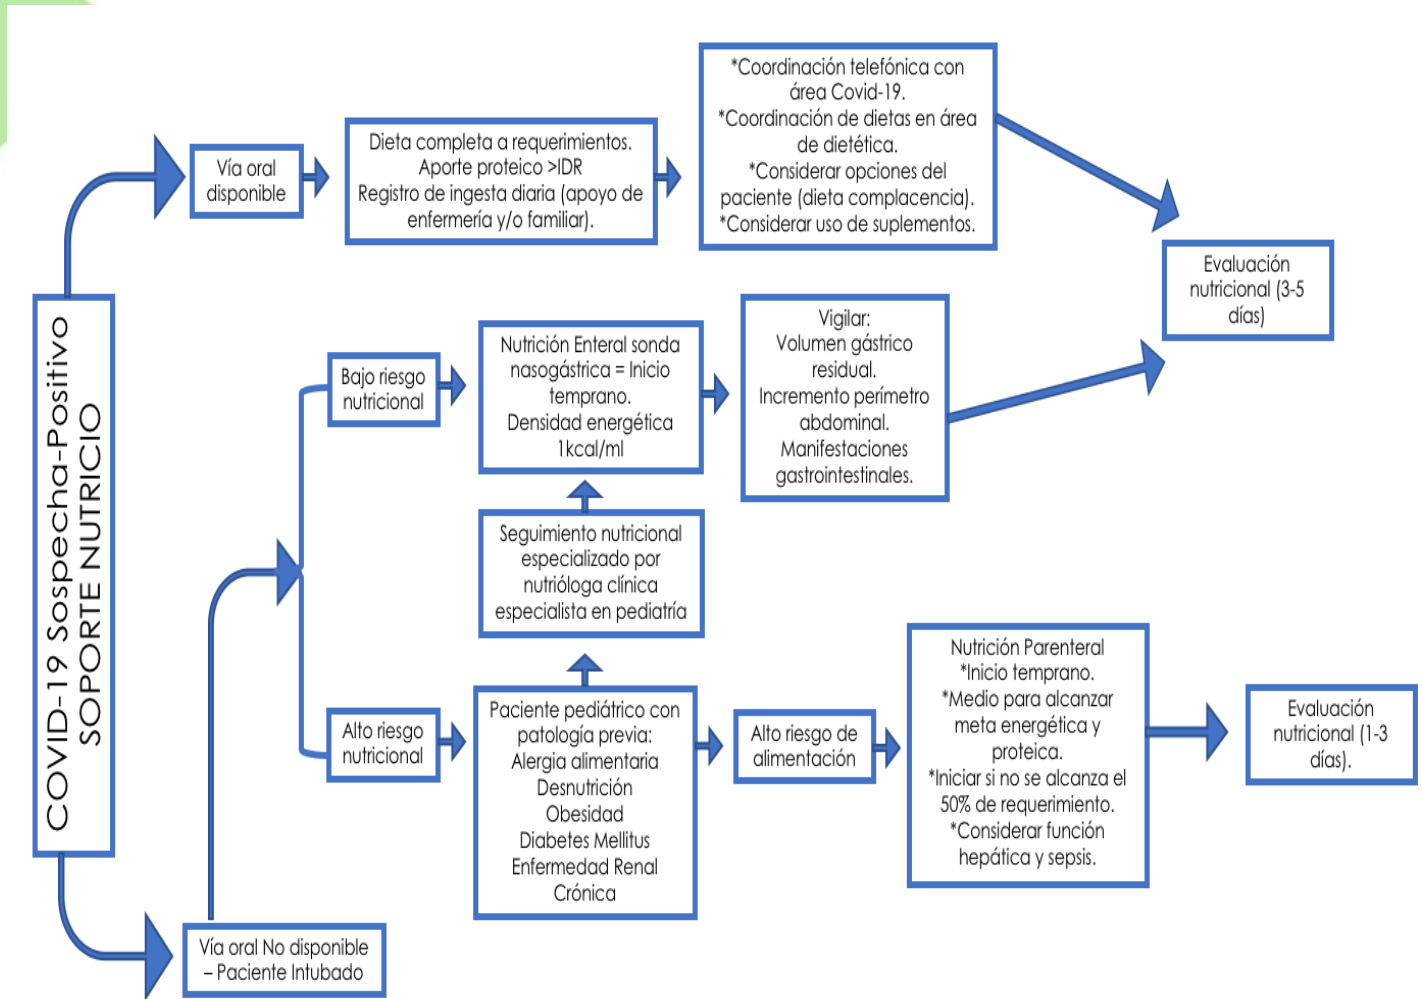 COVID-19 Sospecha-Positivo
SOPORTE NUTRICIO
Vía oral
disponible
Dieta completa a requerimientos.
Aporte proteico >IDR
Registro de ingesta diaria (apoyo de
enfermería y/o familiar).
*Coordinación telefónica con
área Covid-19.
*Coordinación de dietas en área
de dietética.
*Considerar opciones del
paciente (dieta complacencia).
*Considerar uso de suplementos.
Evaluación
nutricional (3-5
días)
Bajo riesgo
nutricional
Nutrición Enteral sonda
nasogástrica = Inicio
temprano.
Densidad energética
1kcal/ml
Vigilar:
Volumen gástrico
residual.
Incremento perímetro
abdominal.
Manifestaciones
gastrointestinales.
Seguimiento nutricional
especializado por
nutrióloga clínica
especialista en pediatría
Alto riesgo
nutricional
Paciente pediátrico con
patología previa:
Alergia alimentaria
Desnutrición
Obesidad
Diabetes Mellitus
Enfermedad Renal
Crónica
Alto riesgo de
alimentación
Nutrición Parenteral
*Inicio temprano.
*Medio para alcanzar
meta energética y
proteica.
*Iniciar si no se alcanza el
50% de requerimiento.
*Considerar función
hepática y sepsis.
Evaluación
nutricional (1-3
días).
Vía oral No disponible
– Paciente Intubado